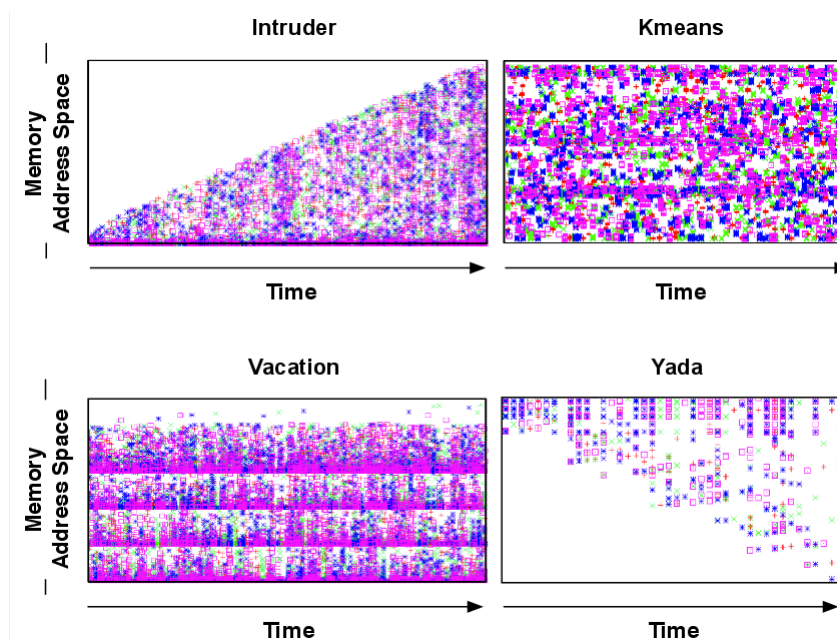 Intruder
Kmeans
Memory
Address Space
Time
Time
Vacation
Yada
Memory
Address Space
Time
Time